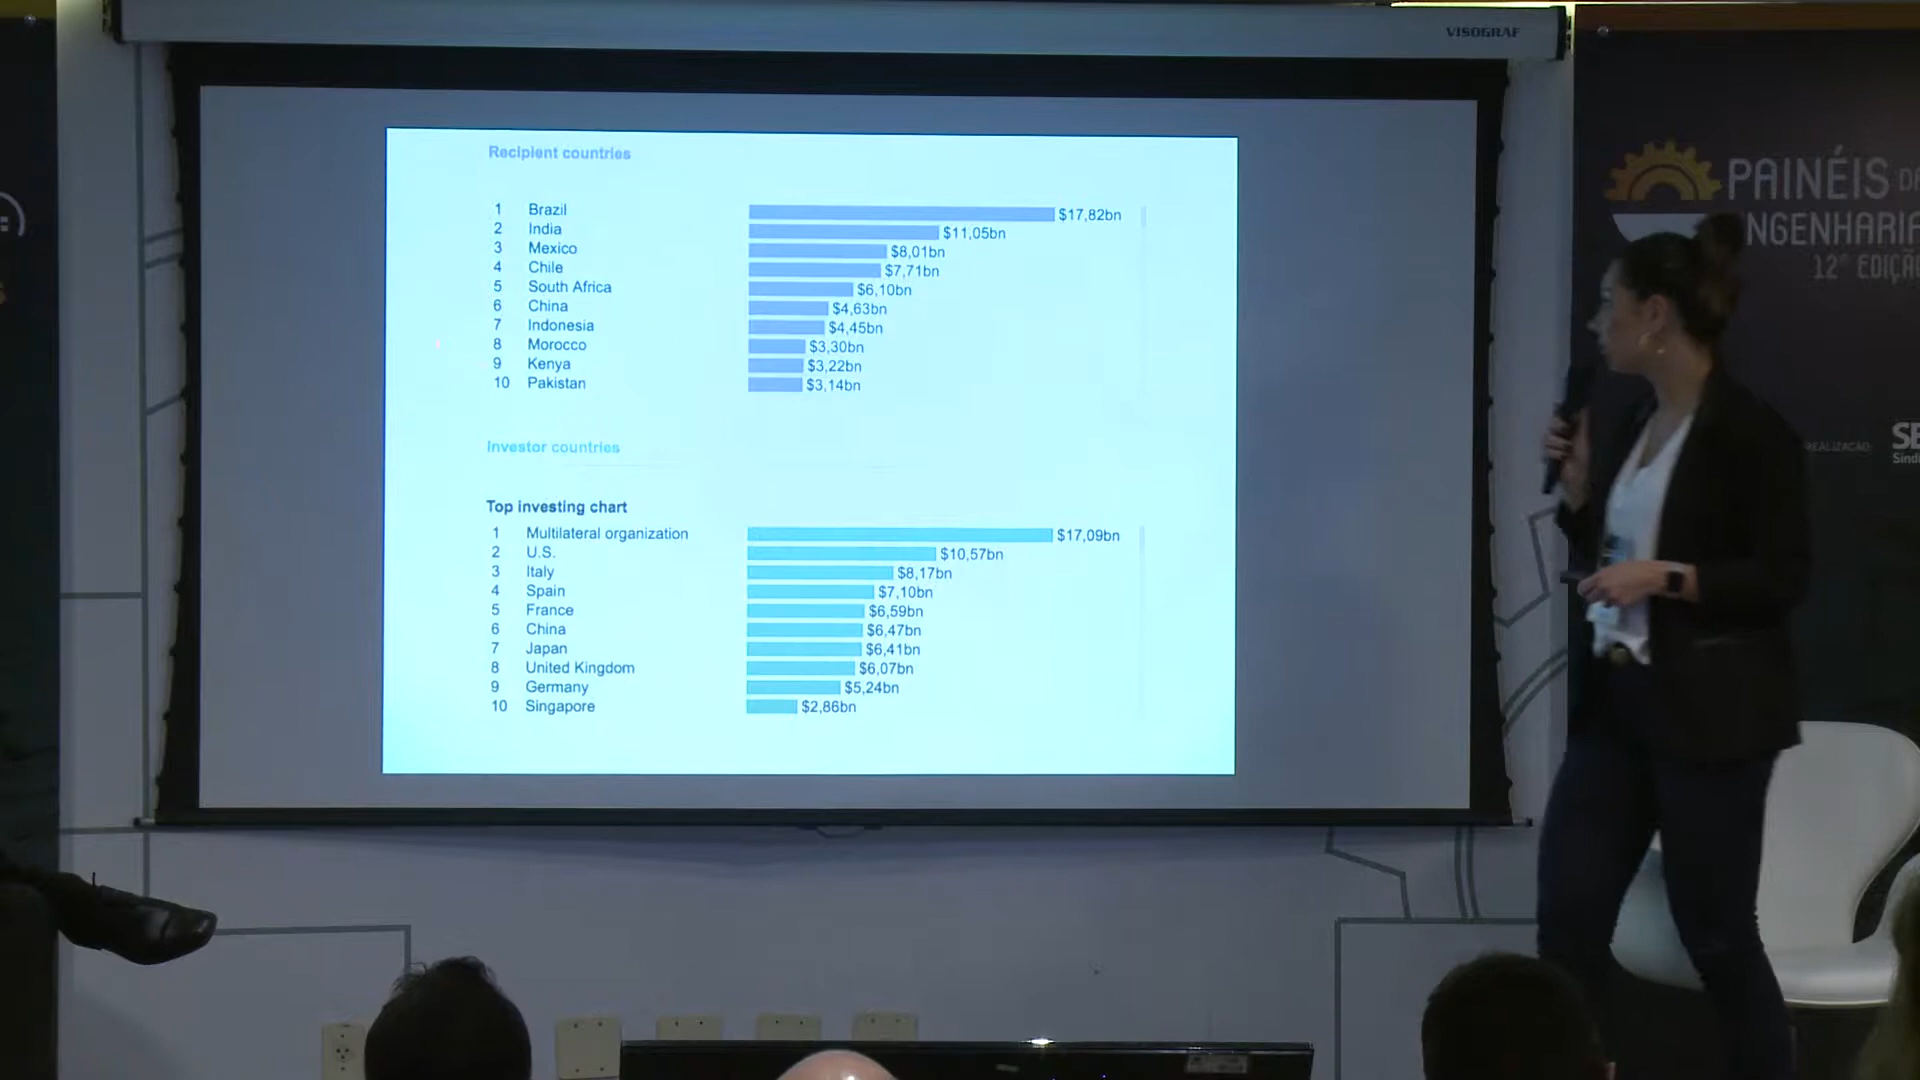 VISOGRAF
Recipient countries
1 Brazil $17,82bn
2 India $11,05bn
3 Mexico $8,01bn
4 Chile $7,71bn
5 South Africa $6,10bn
6 China $4,63bn
7 Indonesia $4,45bn
8 Morocco $3,30bn
9 Kenya $3,22bn
10 Pakistan $3,14bn
Investor countries
Top investing chart
1 Multilateral organization $17,09bn
2 U.S. $10,57bn
3 Italy $8,17bn
4 Spain $7,10bn
5 France $6,59bn
6 China $6,47bn
7 Japan $6,41bn
8 United Kingdom $6,07bn
9 Germany $5,24bn
10 Singapore $2,86bn
PAINÉIS DA
NGENHARIA
12ª EDIÇÃO
REALIZAÇÃO
SE
Sindi